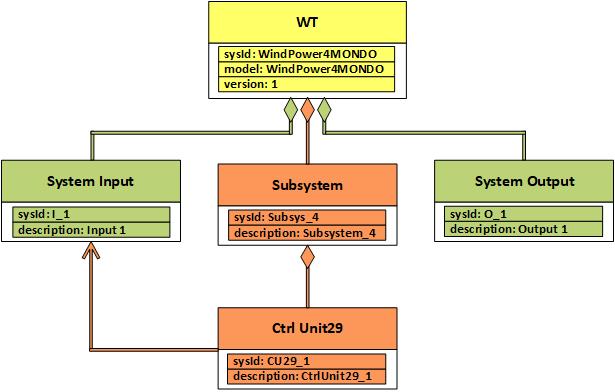 WT
sysId: WindPower4MONDO
model: WindPower4MONDO
version: 1
System Input
sysId: I_1
description: Input 1
Subsystem
sysId: Subsys_4
description: Subsystem_4
System Output
sysId: O_1
description: Output 1
Ctrl Unit29
sysId: CU29_1
description: CtrlUnit29_1